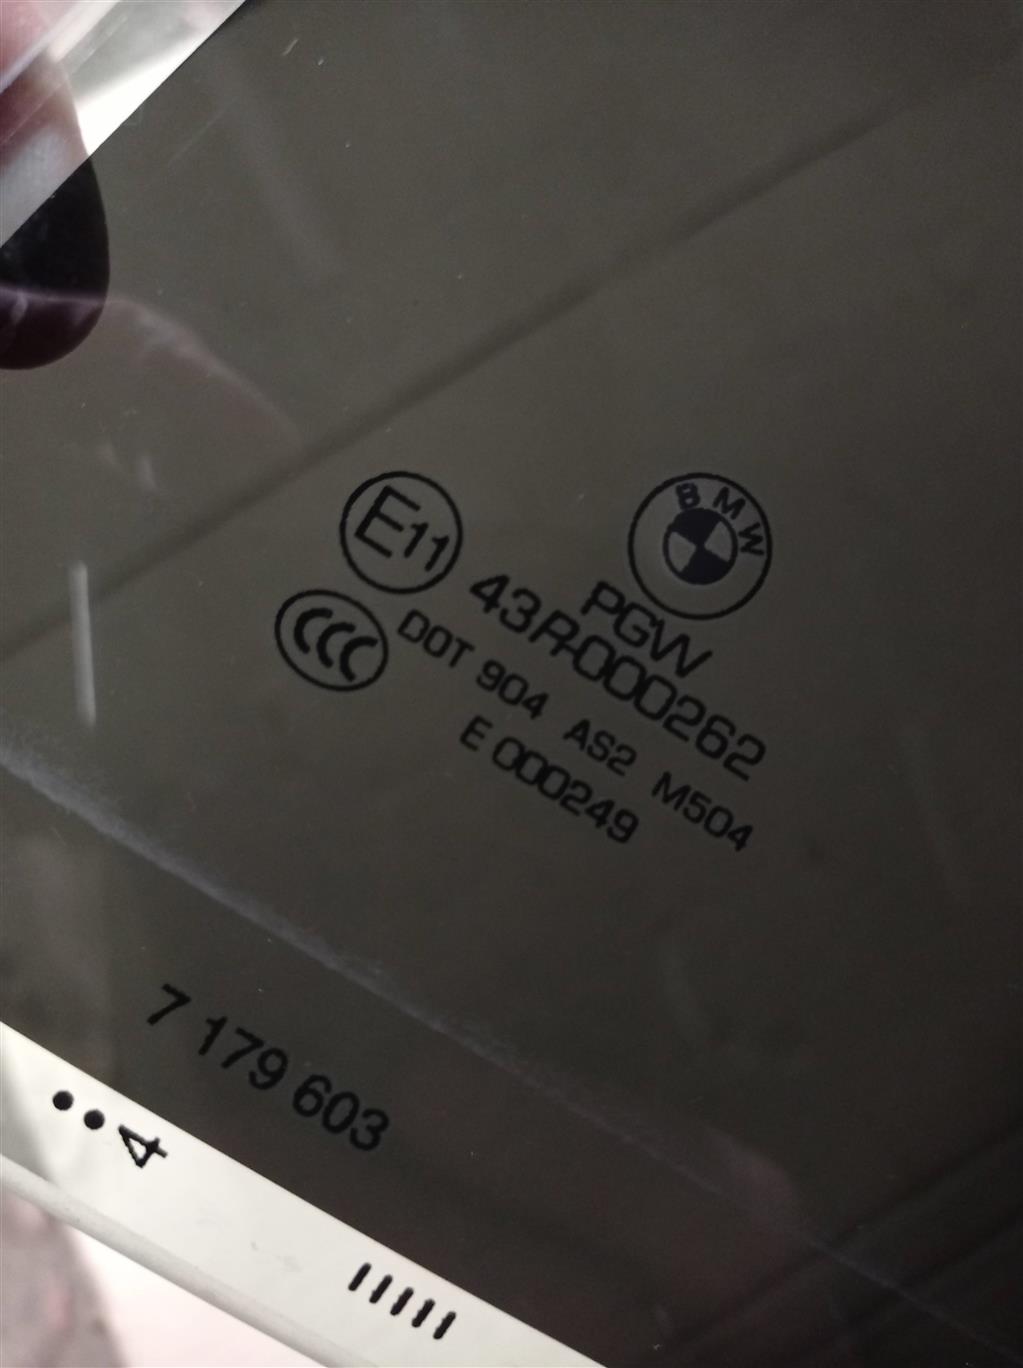 BMW
PGW
E11 43R-000262
CCC DOT 904 AS2 M504
E 000249
7 179 603
••4